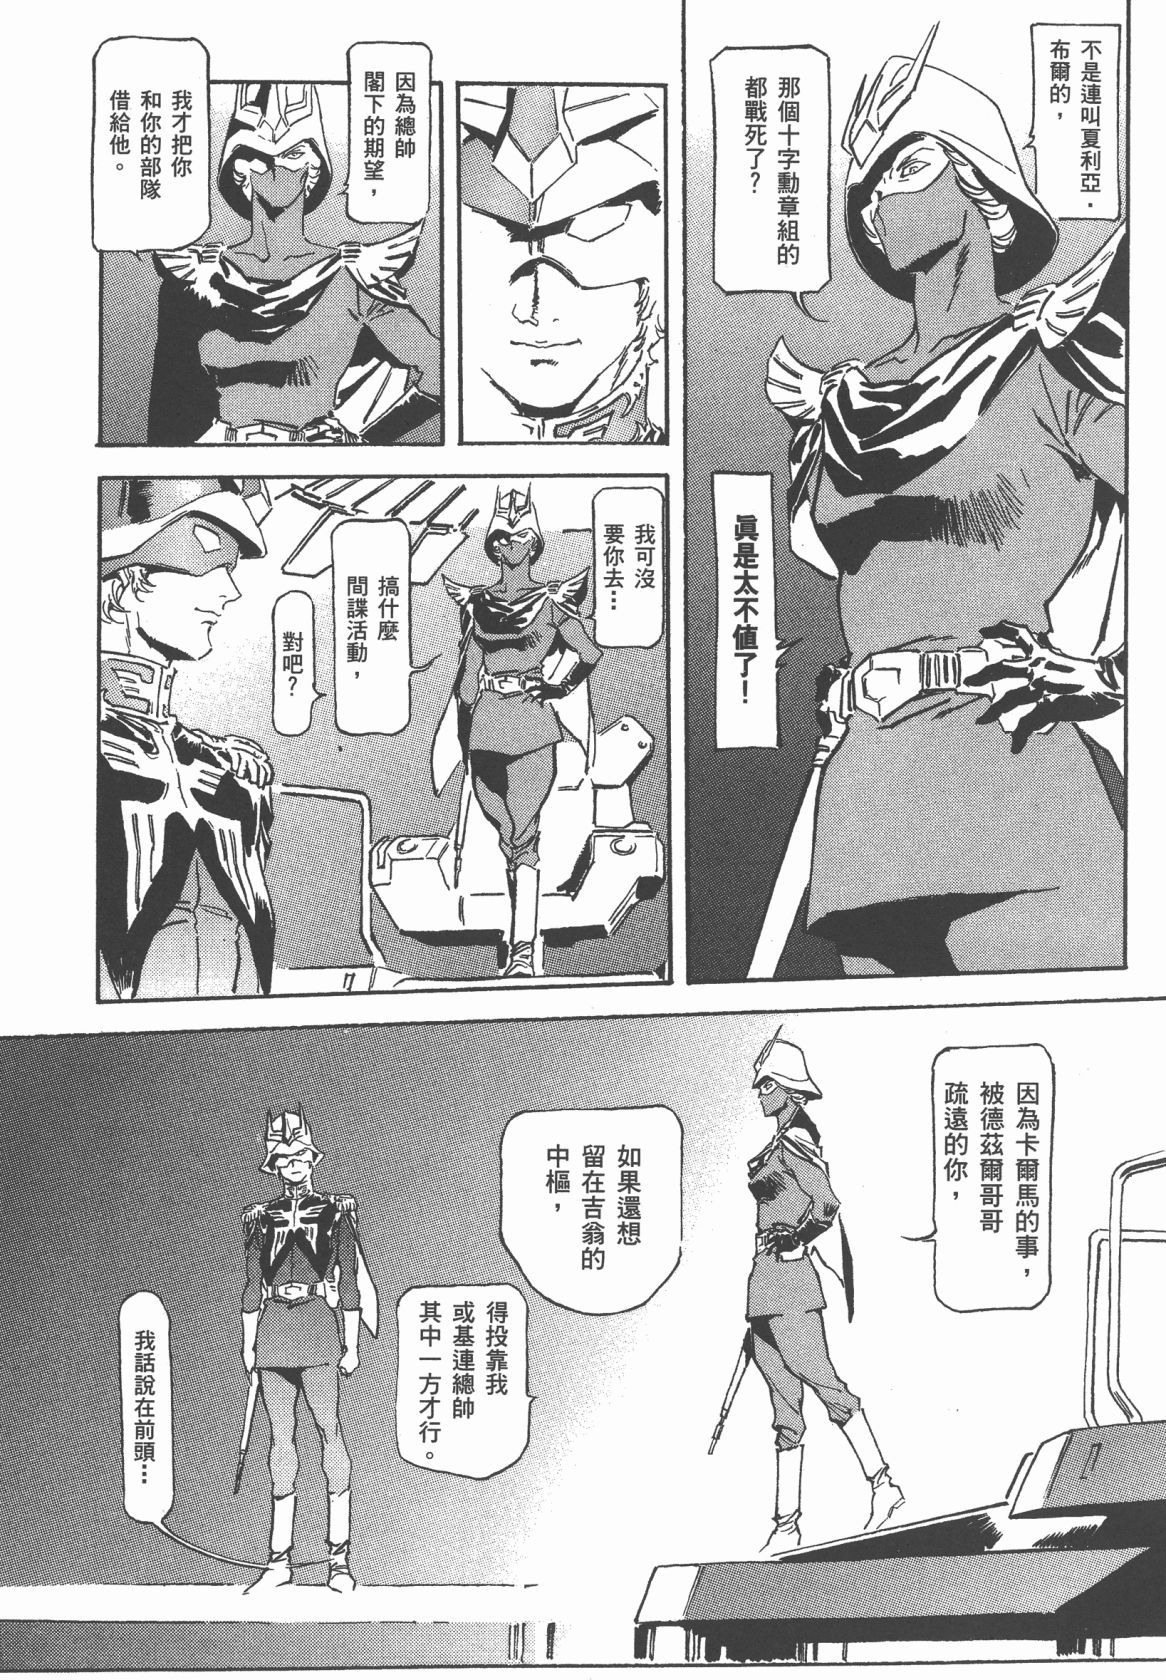 不是連叫夏利亞·
布爾的，
那個十字勳章組的
都戰死了？
眞是太不值了！
因為總帥
閣下的期望，
我才把你
和你的部隊
借給他。
我可沒
要你去…
搞什麼
間諜活動，
對吧？
因為卡爾馬的事，
被德茲爾哥哥
疏遠的你，
如果還想
留在吉翁的
中樞，
得投靠我
或基連總帥
其中一方才行。
我話說在前頭…